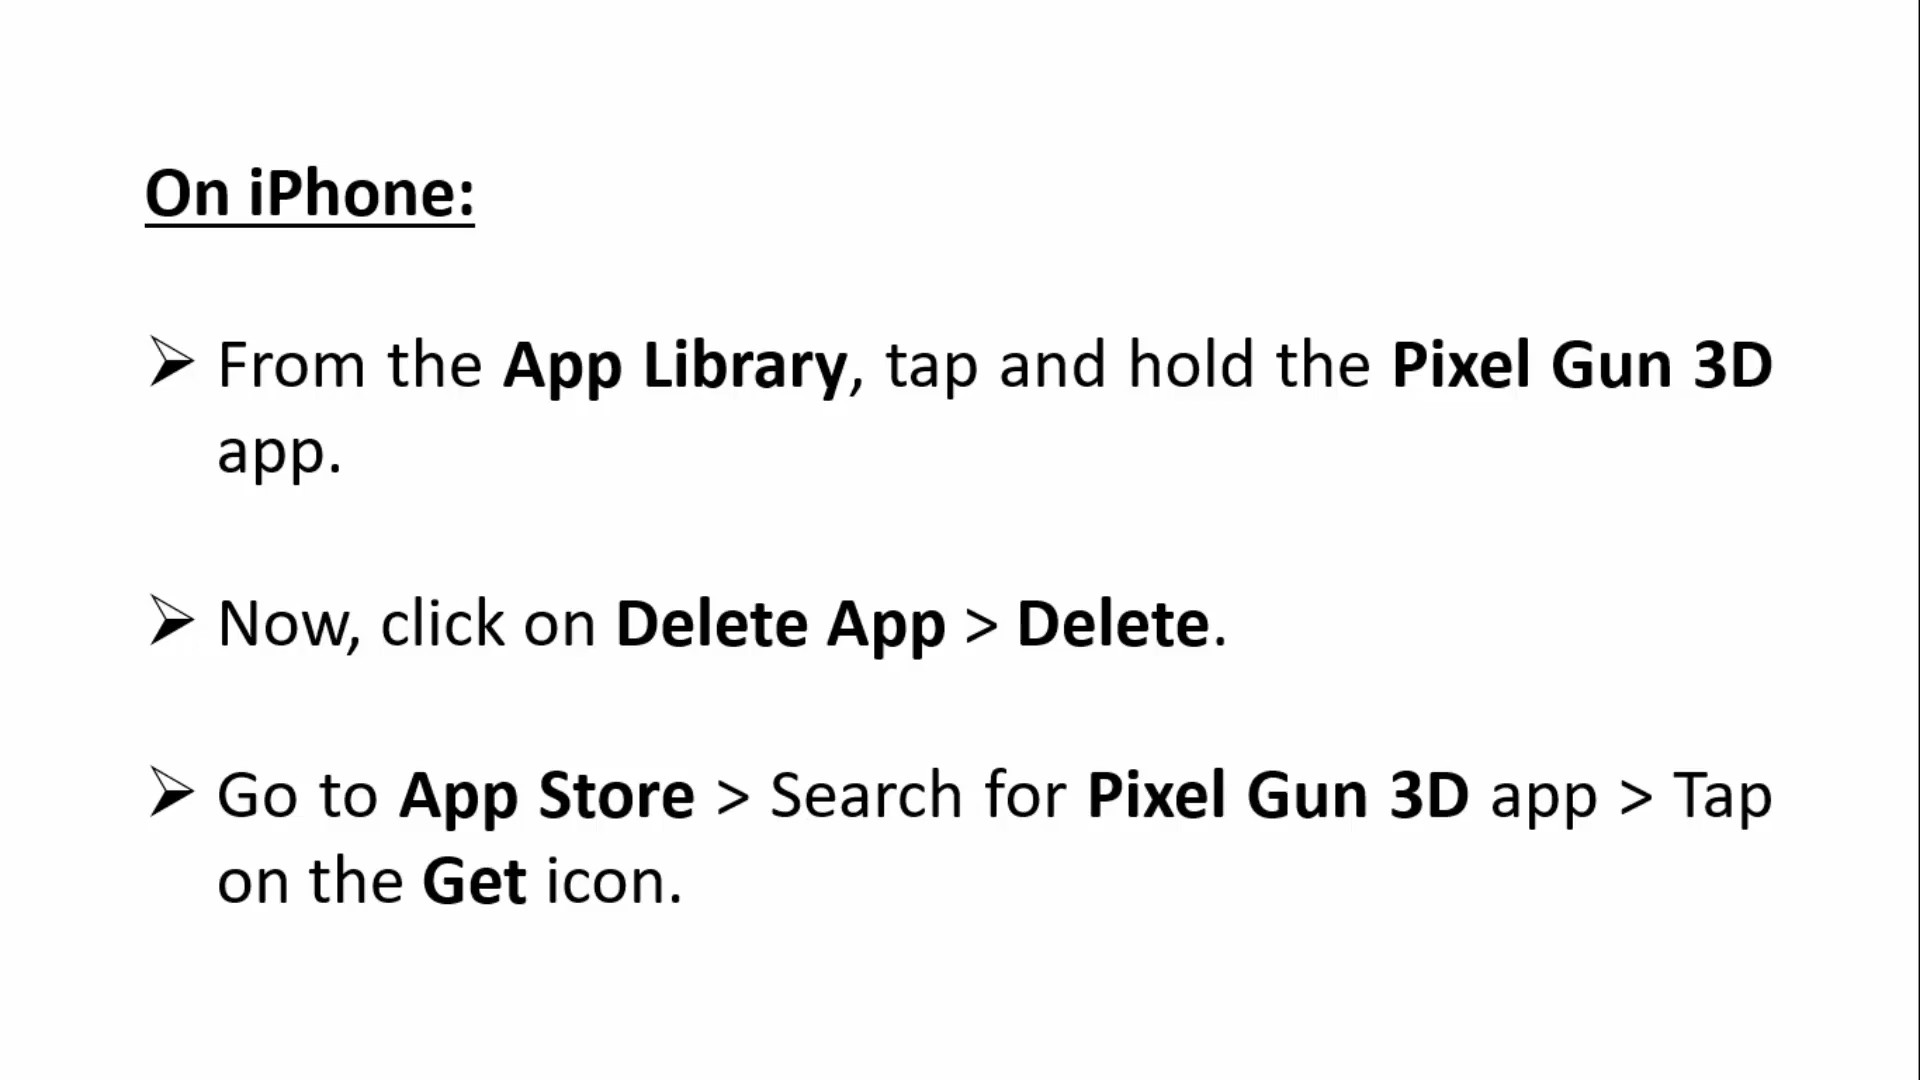 On iPhone:
➢ From the App Library, tap and hold the Pixel Gun 3D
app.
➢ Now, click on Delete App > Delete.
➢ Go to App Store > Search for Pixel Gun 3D app > Tap
on the Get icon.